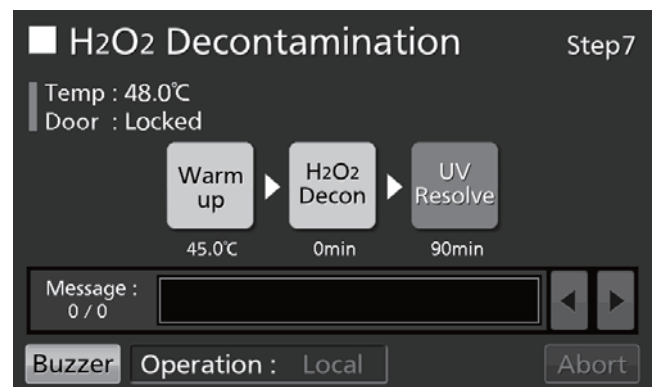 H2O2 Decontamination Step7
Temp : 48.0℃
Door : Locked
Warm up
H2O2 Decon
UV Resolve
45.0℃ 0min 90min
Message :
0 / 0
Buzzer Operation : Local Abort